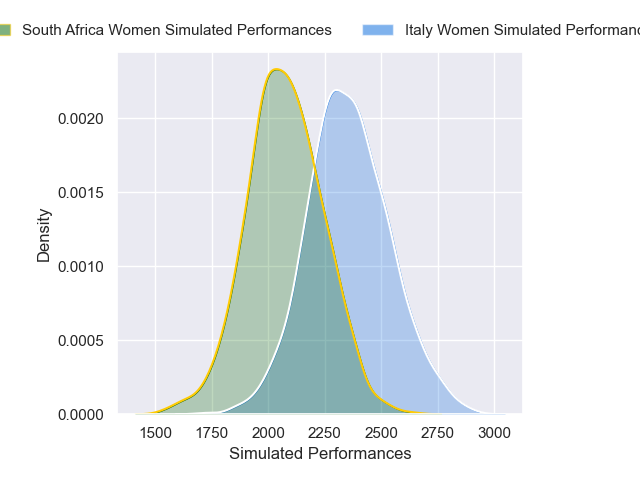 South Africa Women Simulated Performances Italy Women Simulated
Density
0.0020
0.0015
0.0010
0.0005
0.0000
1500 1750 2000 2250 2500 2750 3000
Simulated Performances